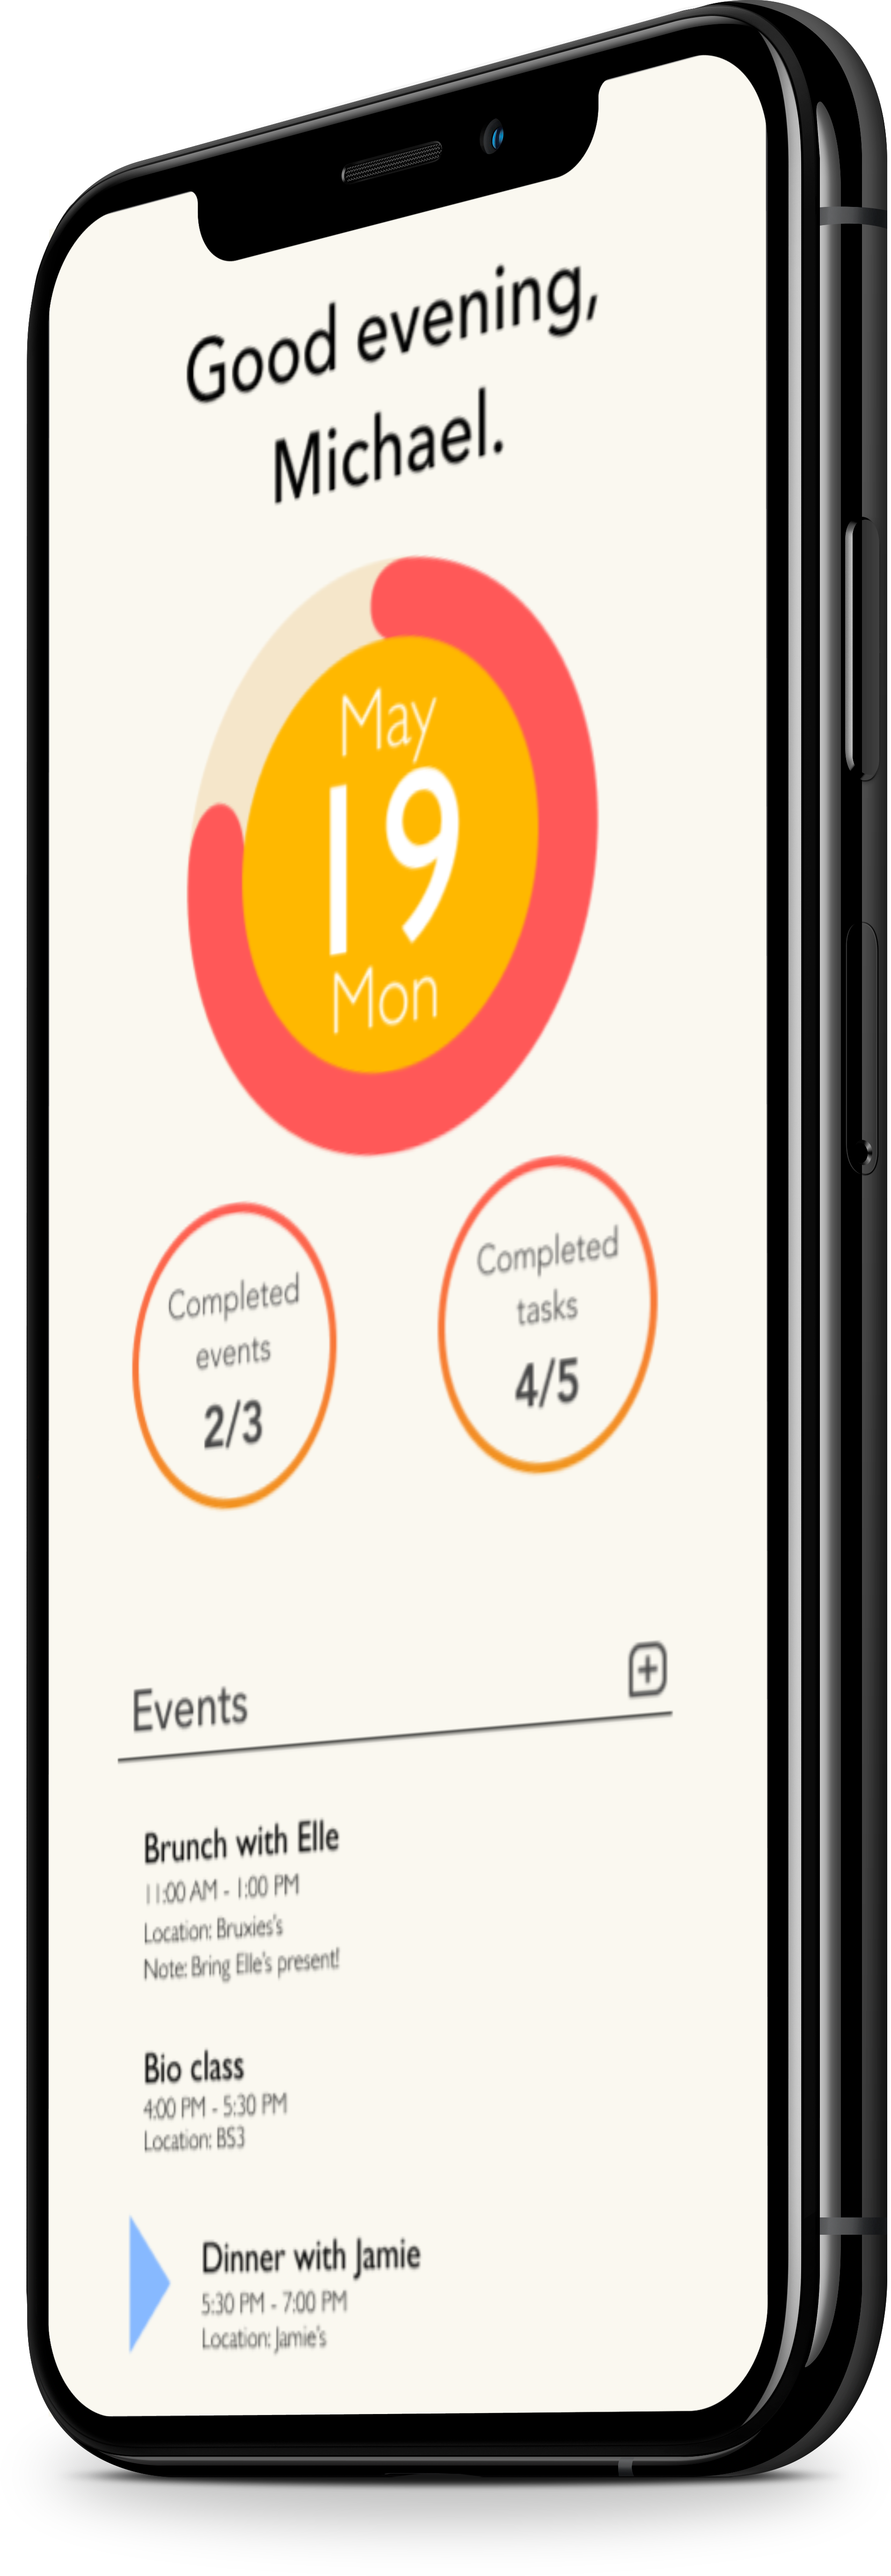 Good evening,
Michael.
May
19
Mon
Completed
events
2/3
Completed
tasks
4/5
Events
Brunch with Elle
11:00 AM - 1:00 PM
Location: Bruxies's
Note: Bring Elle's present!
Bio class
4:00 PM - 5:30 PM
Location: BS3
Dinner with Jamie
5:30 PM - 7:00 PM
Location: Jamie's